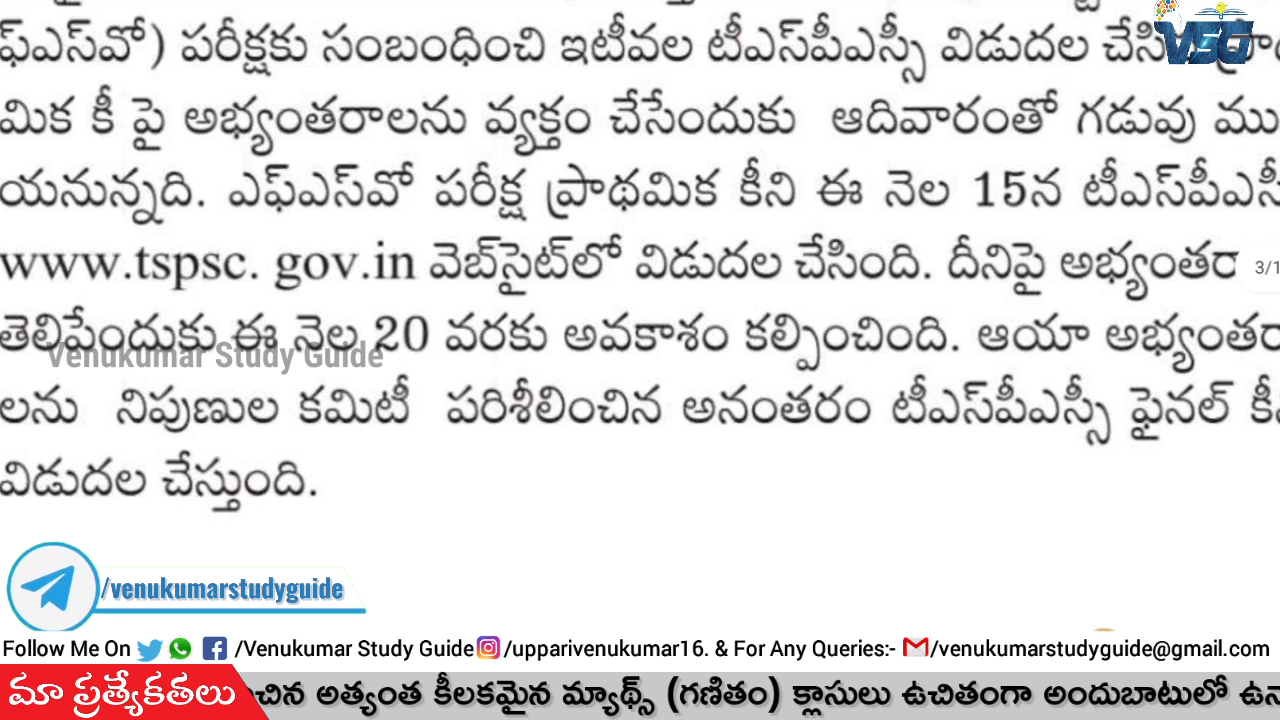 ఫ్ఎస్‌వో) పరీక్షకు సంబంధించి ఇటీవల టీఎస్‌పీఎస్సీ విడుదల
VSG
మిక కీ పై అభ్యంతరాలను వ్యక్తం చేసేందుకు ఆదివారంతో గడువు ము
యనున్నది. ఎఫ్ఎస్‌వో పరీక్ష ప్రాథమిక కీని ఈ నెల 15న టీఎస్‌పీఎస్సీ
www.tspsc. gov.in వెబ్‌సైట్‌లో విడుదల చేసింది. దీనిపై అభ్యంతర
3/1
తెలిపేందుకు ఈ నెల 20 వరకు అవకాశం కల్పించింది. ఆయా అభ్యంతరా
Venukumar Study Guide
లను నిపుణుల కమిటీ పరిశీలించిన అనంతరం టీఎస్‌పీఎస్సీ ఫైనల్ కీ
విడుదల చేస్తుంది.
/venukumarstudyguide
Follow Me On /Venukumar Study Guide /upparivenukumar16. & For Any Queries:- /venukumarstudyguide@gmail.com
మా ప్రత్యేకతలు ంచిన అత్యంత కీలకమైన మ్యాథ్స్ (గణితం) క్లాసులు ఉచితంగా అందుబాటులో